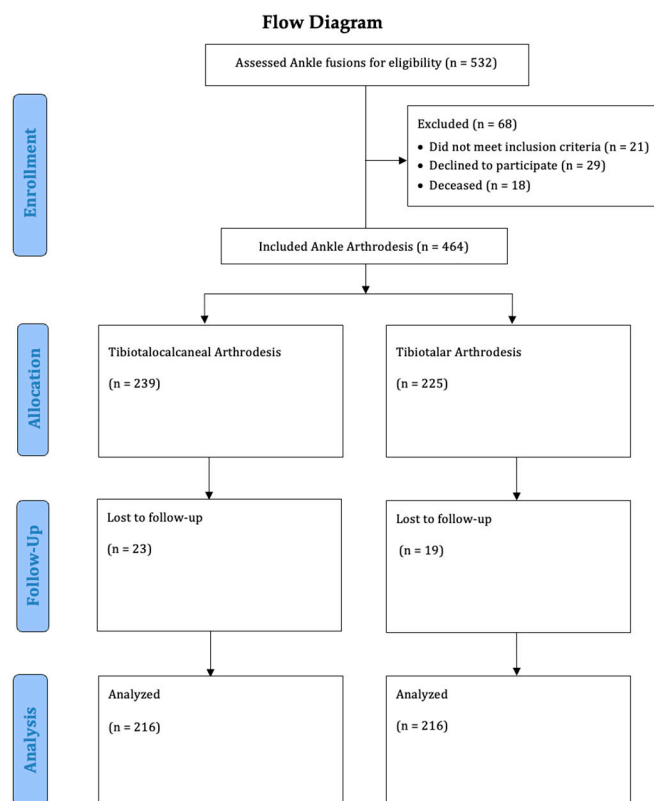 Flow Diagram
Assessed Ankle fusions for eligibility (n = 532)
Enrollment
Excluded (n = 68)
• Did not meet inclusion criteria (n = 21)
• Declined to participate (n = 29)
• Deceased (n = 18)
Included Ankle Arthrodesis (n = 464)
Allocation
Tibiotalocalcaneal Arthrodesis
(n = 239)
Tibiotalar Arthrodesis
(n = 225)
Follow-Up
Lost to follow-up
(n = 23)
Lost to follow-up
(n = 19)
Analysis
Analyzed
(n = 216)
Analyzed
(n = 216)